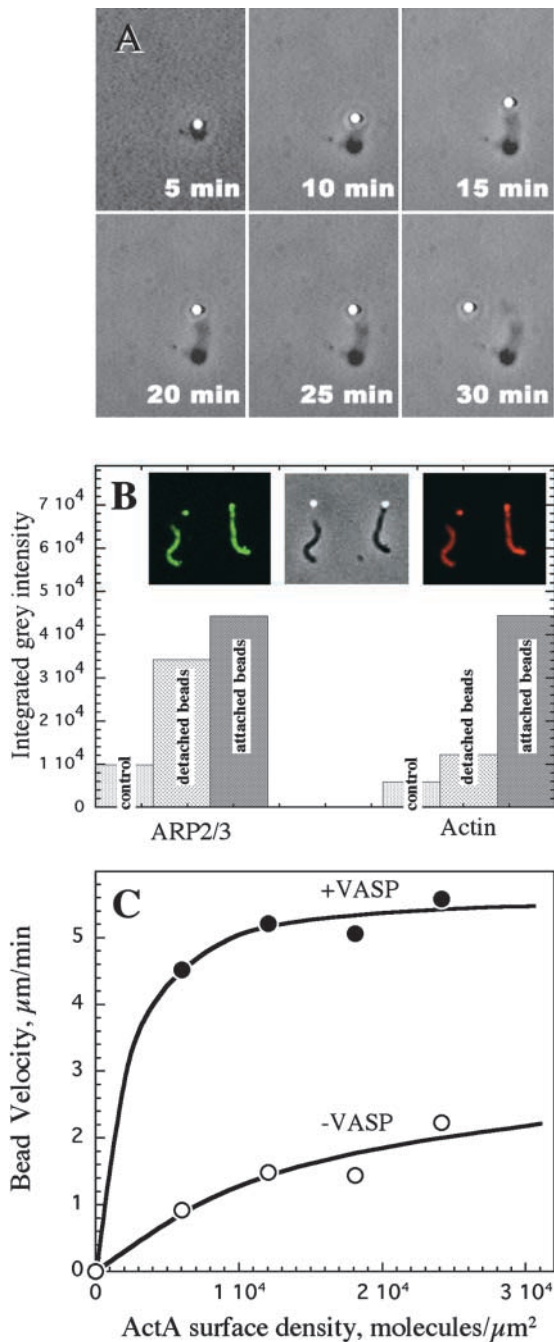 A
5 min
10 min
15 min
20 min
25 min
30 min
B
Integrated grey intensity
7 10⁴
6 10⁴
5 10⁴
4 10⁴
3 10⁴
2 10⁴
1 10⁴
0
control
detached beads
attached beads
control
detached beads
attached beads
ARP2/3
Actin
C
+VASP
-VASP
Bead Velocity, µm/min
5
4
3
2
1
0
0
1 10⁴
2 10⁴
3 10⁴
ActA surface density, molecules/µm²